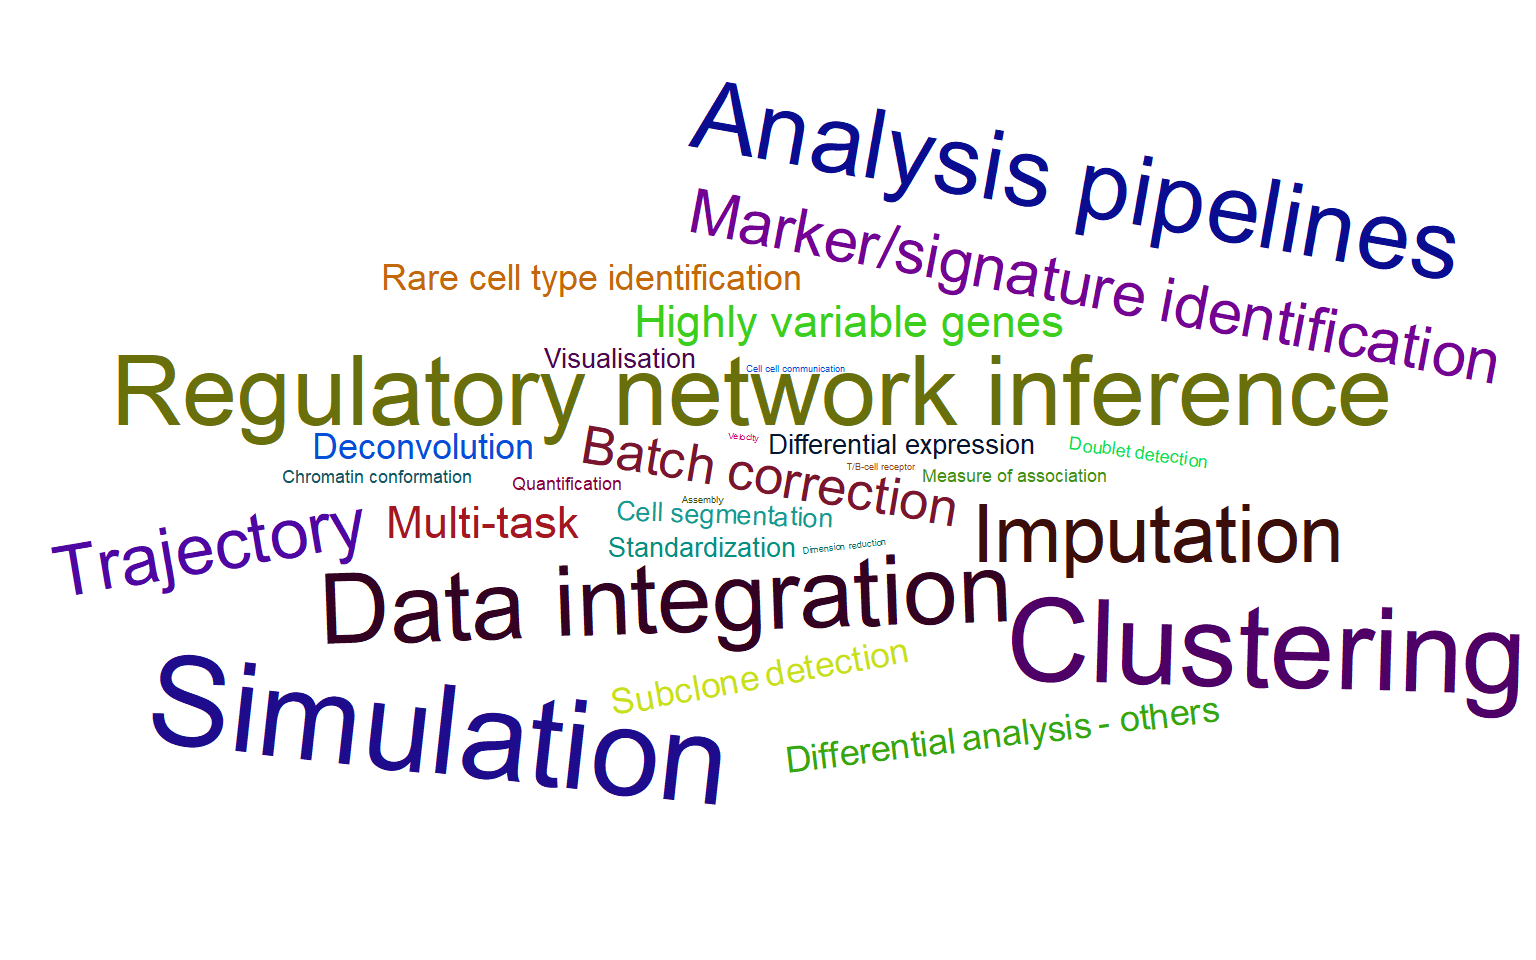 Analysis pipelines
Marker/signature identification
Rare cell type identification
Highly variable genes
Visualisation
Cell cell communication
Regulatory network inference
Deconvolution
Batch correction
Velocity
Differential expression
Doublet detection
T/B-cell receptor
Chromatin conformation
Quantification
Measure of association
Assembly
Trajectory
Multi-task
Cell segmentation
Imputation
Standardization
Dimension reduction
Data integration
Clustering
Simulation
Subclone detection
Differential analysis - others